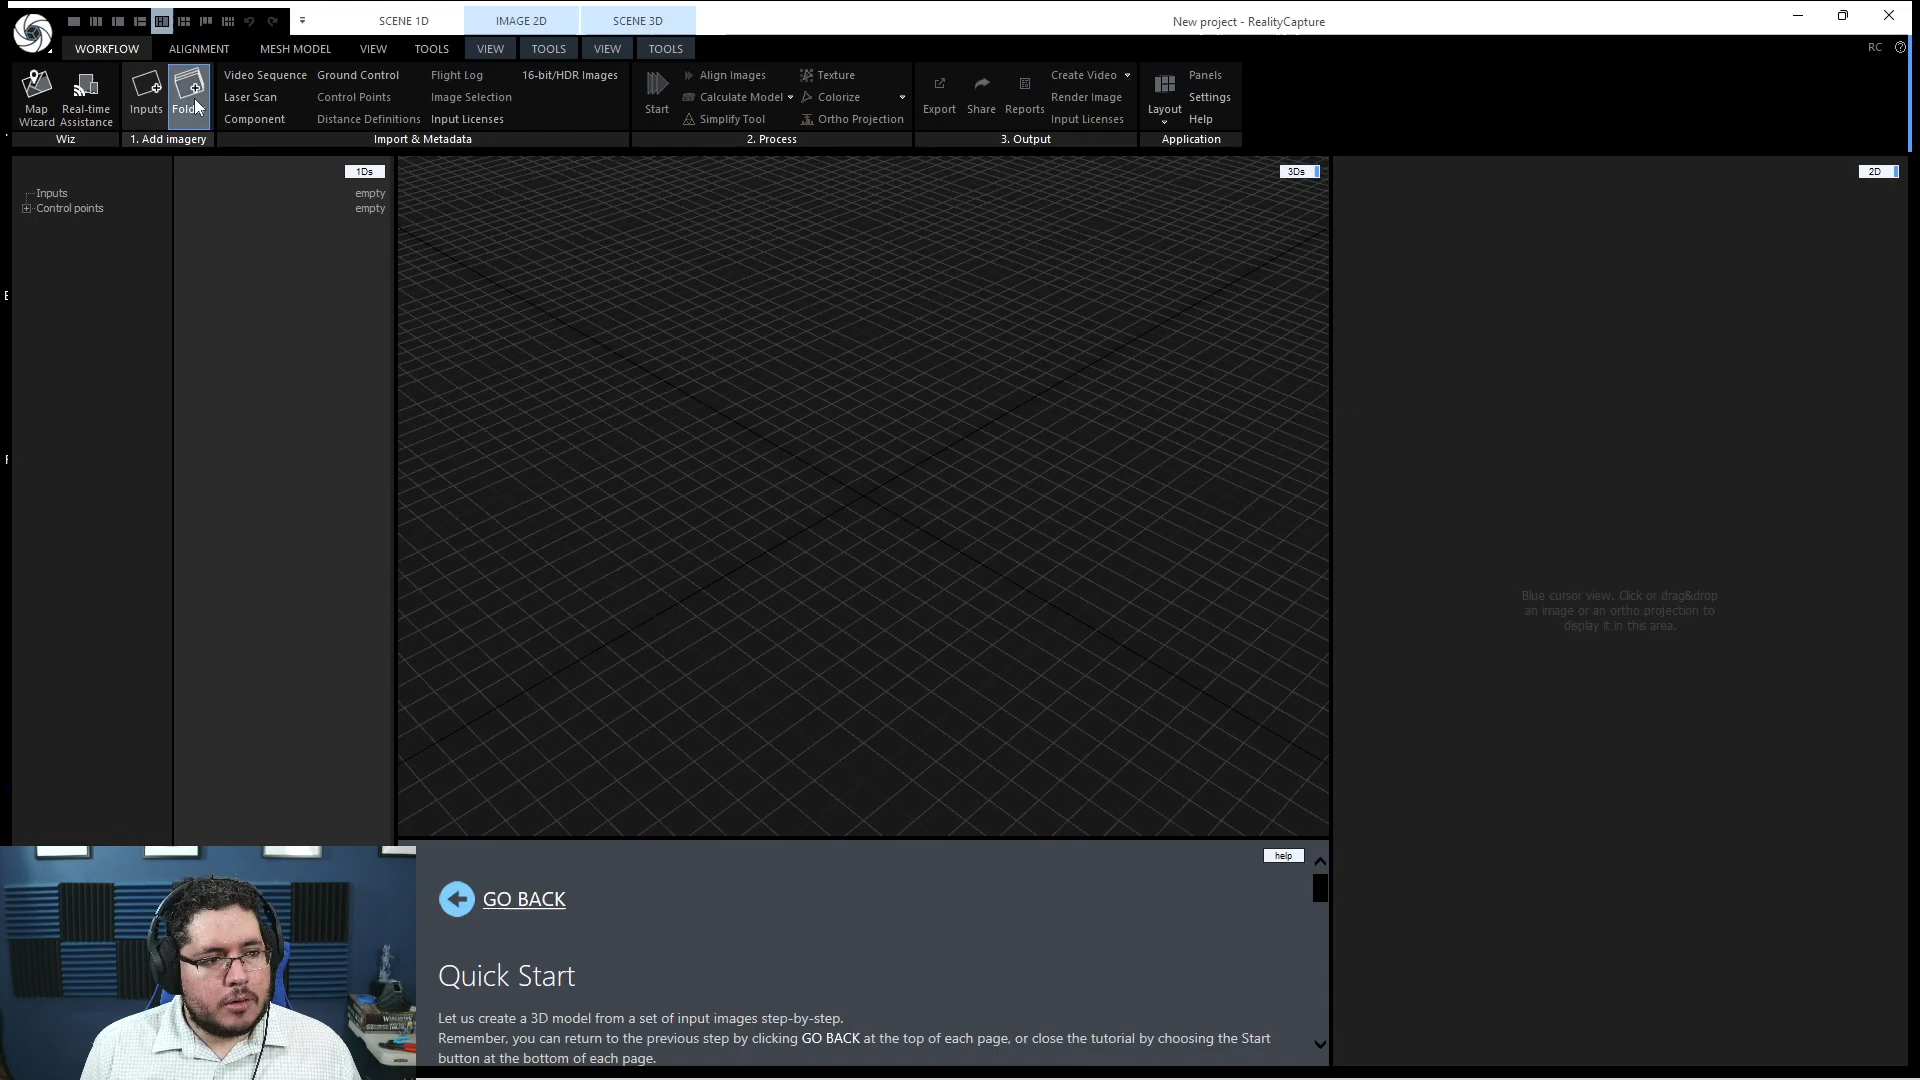 SCENE 1D
IMAGE 2D
SCENE 3D
New project - RealityCapture
WORKFLOW
ALIGNMENT
MESH MODEL
VIEW
TOOLS
VIEW
TOOLS
VIEW
TOOLS
RC
Map Wizard
Real-time Assistance
Wiz
Inputs
Folder
1. Add imagery
Video Sequence
Laser Scan
Component
Ground Control
Control Points
Distance Definitions
Flight Log
Image Selection
Input Licenses
16-bit/HDR Images
Import & Metadata
Start
Align Images
Calculate Model
Simplify Tool
Texture
Colorize
Ortho Projection
2. Process
Export
Share
Reports
Create Video
Render Image
Input Licenses
3. Output
Layout
Panels
Settings
Help
Application
1Ds
Inputs empty
Control points empty
3Ds
2D
Blue cursor view. Click or drag&drop
an image or an ortho projection to
display it in this area.
help
GO BACK
Quick Start
Let us create a 3D model from a set of input images step-by-step.
Remember, you can return to the previous step by clicking GO BACK at the top of each page, or close the tutorial by choosing the Start
button at the bottom of each page.